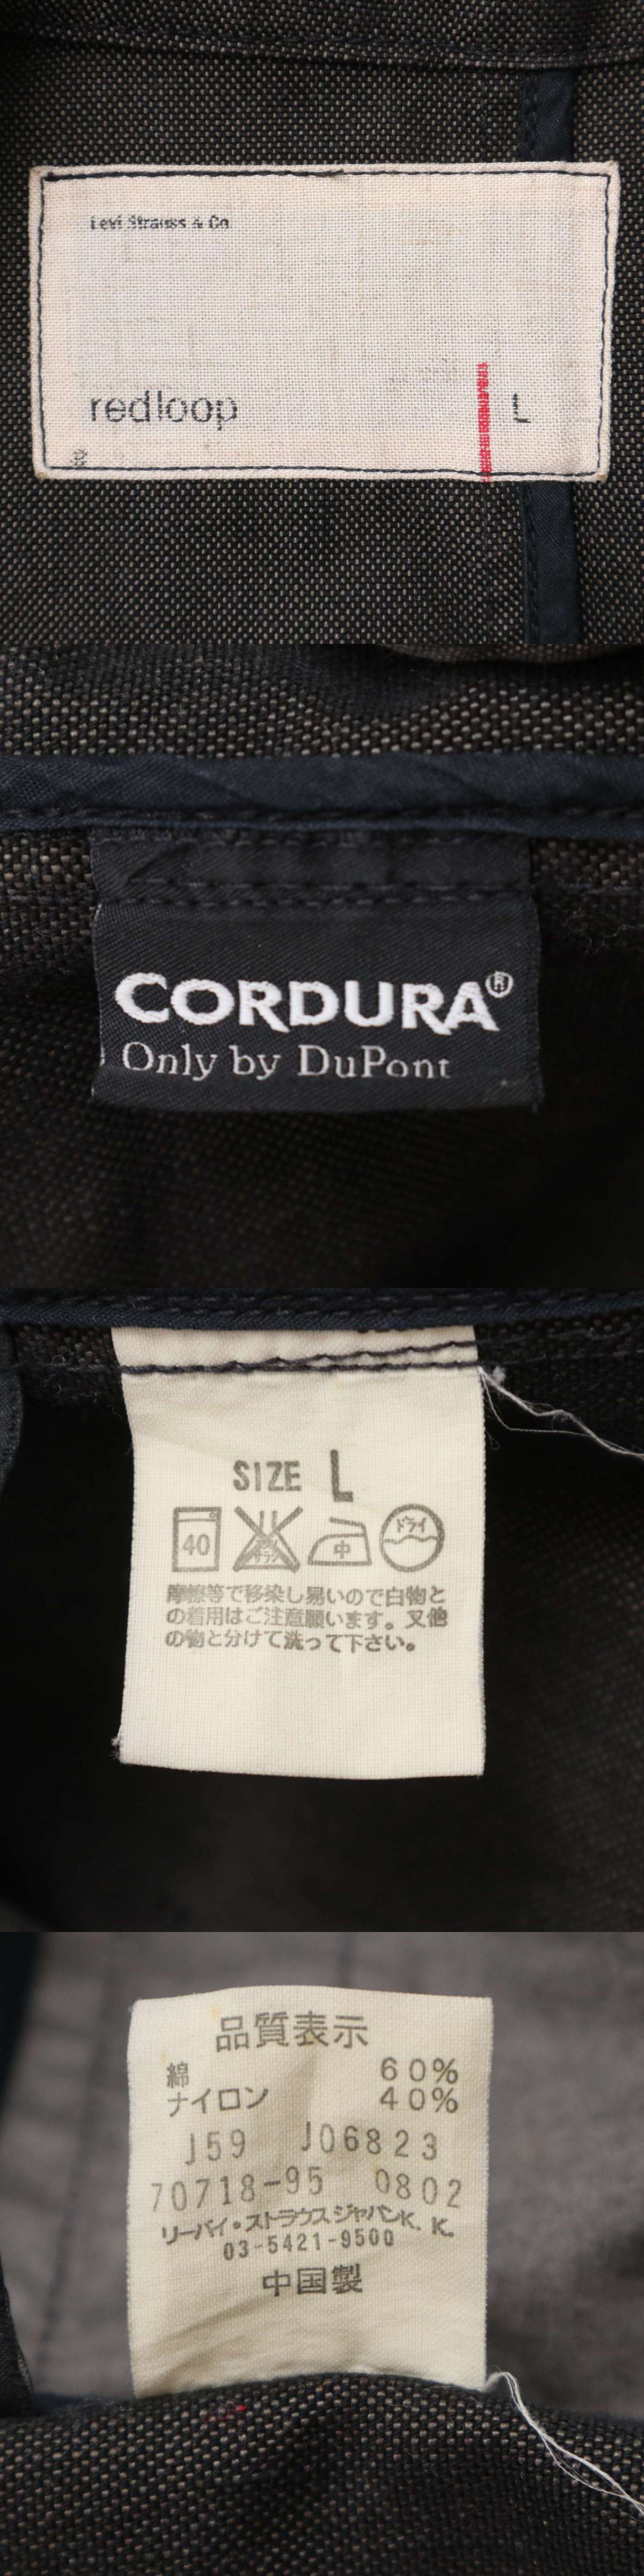 Levi Strauss & Co.
redloop
L
CORDURA®
Only by DuPont
SIZE L
40
サラシ
中
ドライ
摩擦等で移染し易いので白物と
の着用はご注意願います。又他
の物と分けて洗って下さい。
品質表示
綿 60%
ナイロン 40%
J59 J06823
70718-95 0802
リーバイ・ストラウスジャパンK.K.
03-5421-9500
中国製